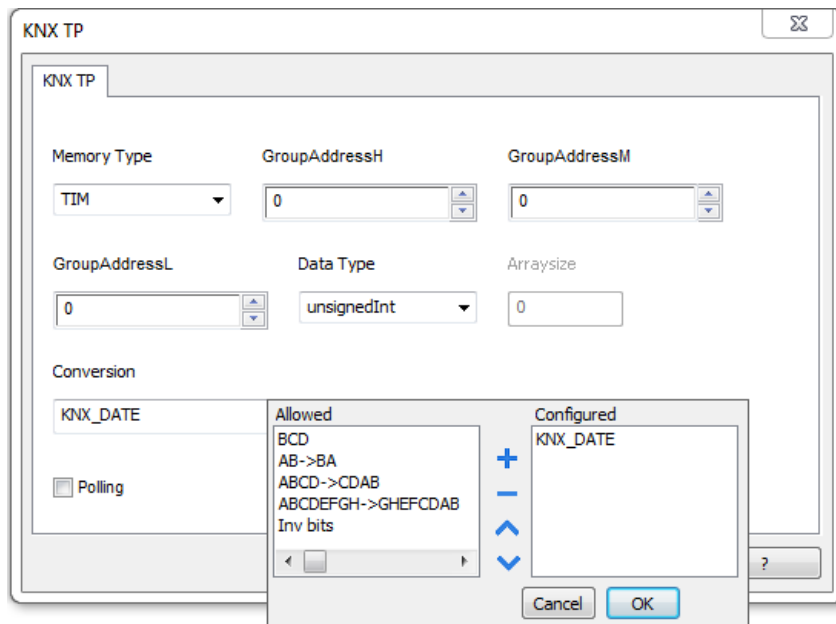 KNX TP
KNX TP
Memory Type
GroupAddressH
GroupAddressM
TIM
0
0
GroupAddressL
Data Type
Arraysize
0
unsignedInt
0
Conversion
KNX_DATE
Allowed
Configured
BCD
KNX_DATE
AB->BA
ABCD->CDAB
ABCDEFGH->GHEFCDAB
Inv bits
Polling
?
Cancel
OK